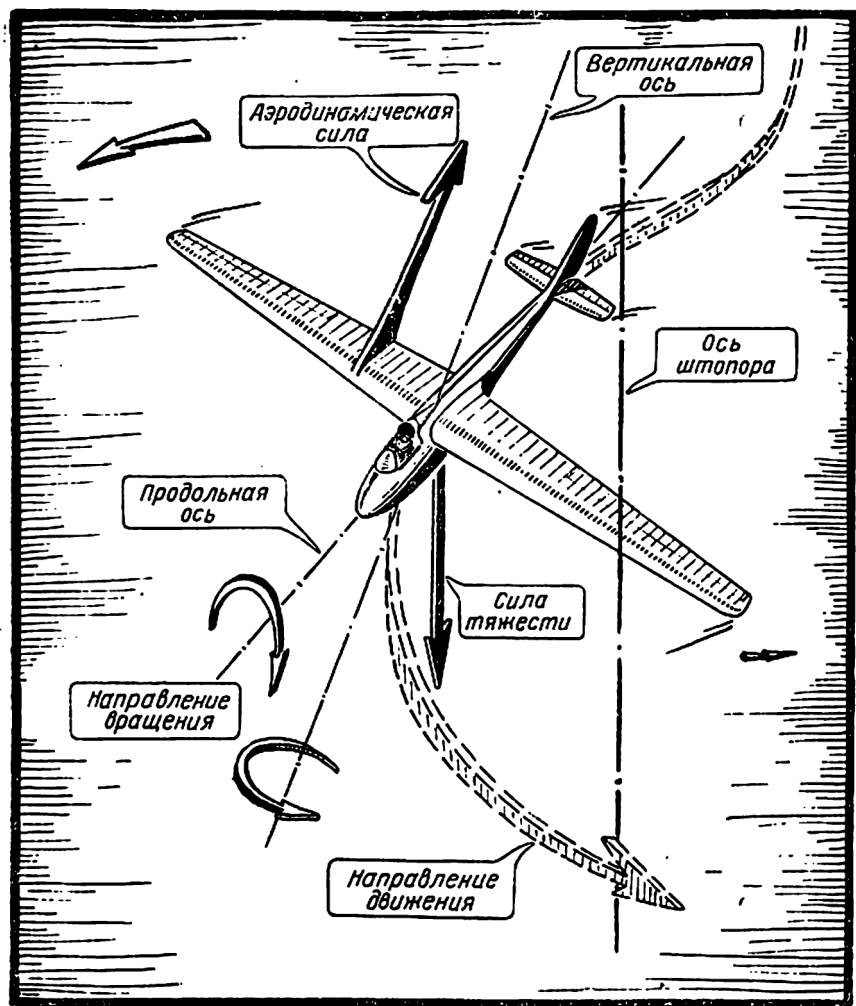 Вертикальная
ось
Аэродинамическая
сила
Ось
штопора
Продольная
ось
Сила
тяжести
Направление
вращения
Направление
движения